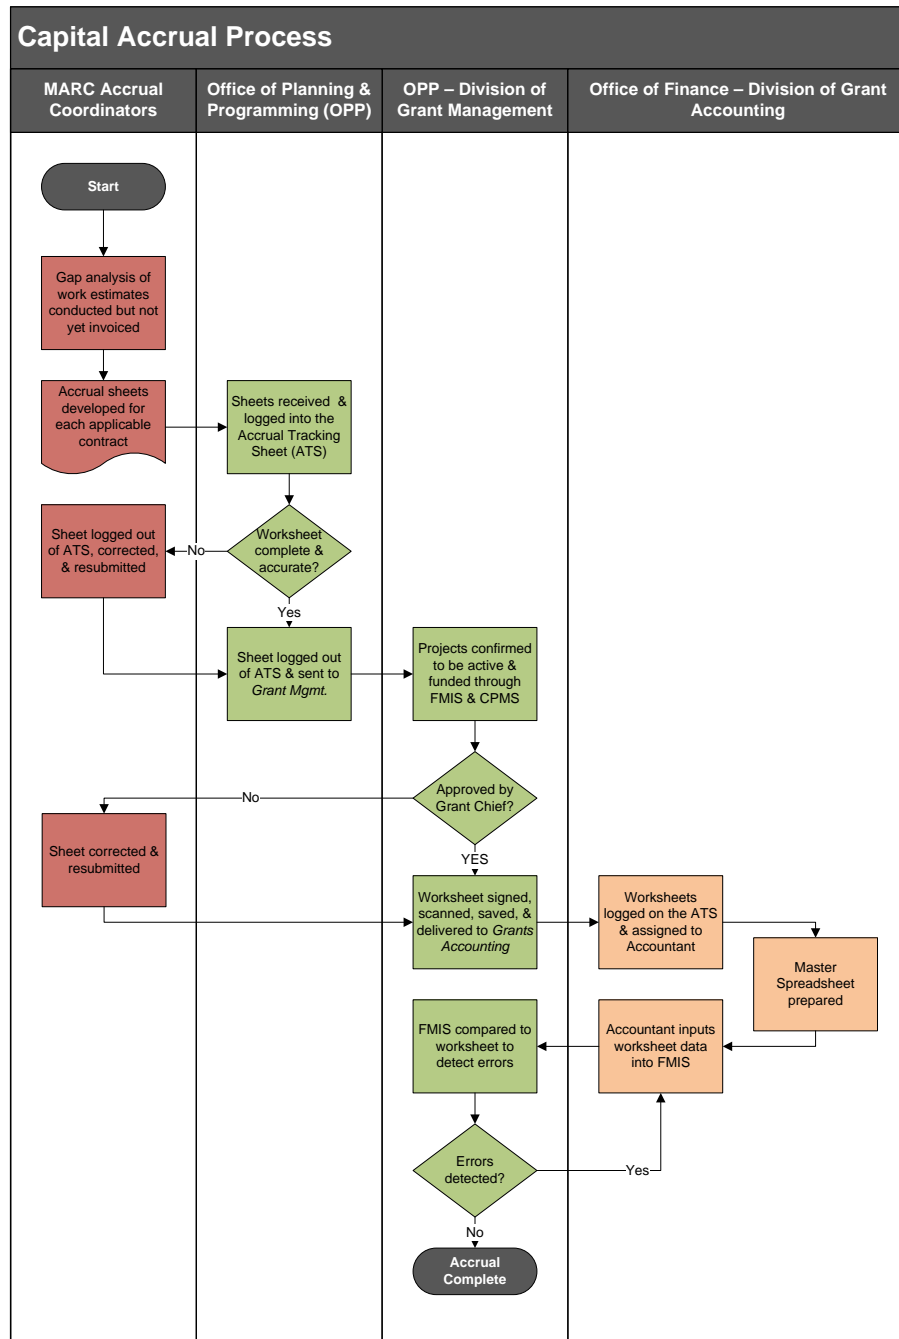 Capital Accrual Process
MARC Accrual
Coordinators
Office of Planning &
Programming (OPP)
OPP – Division of
Grant Management
Office of Finance – Division of Grant
Accounting
Start
Gap analysis of
work estimates
conducted but not
yet invoiced
Accrual sheets
developed for
each applicable
contract
Sheets received &
logged into the
Accrual Tracking
Sheet (ATS)
Sheet logged out
of ATS, corrected,
& resubmitted
No
Worksheet
complete &
accurate?
Yes
Sheet logged out
of ATS & sent to
Grant Mgmt.
Projects confirmed
to be active &
funded through
FMIS & CPMS
No
Approved by
Grant Chief?
Sheet corrected &
resubmitted
YES
Worksheet signed,
scanned, saved, &
delivered to Grants
Accounting
Worksheets
logged on the ATS
& assigned to
Accountant
Master
Spreadsheet
prepared
FMIS compared to
worksheet to
detect errors
Accountant inputs
worksheet data
into FMIS
Errors
detected?
Yes
No
Accrual
Complete